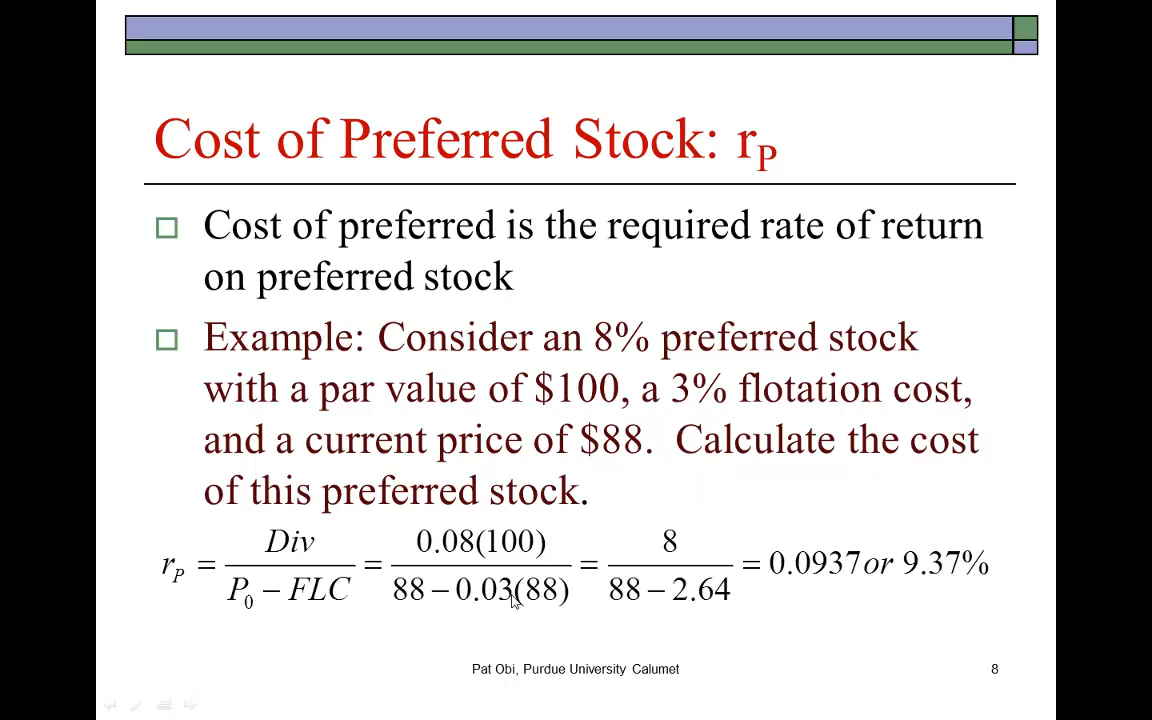 Cost of Preferred Stock: r_P
Cost of preferred is the required rate of return
on preferred stock
Example: Consider an 8% preferred stock
with a par value of $100, a 3% flotation cost,
and a current price of $88. Calculate the cost
of this preferred stock.
r_P = Div / (P_0 − FLC) = 0.08(100) / (88 − 0.03(88)) = 8 / (88 − 2.64) = 0.0937 or 9.37%
Pat Obi, Purdue University Calumet 8